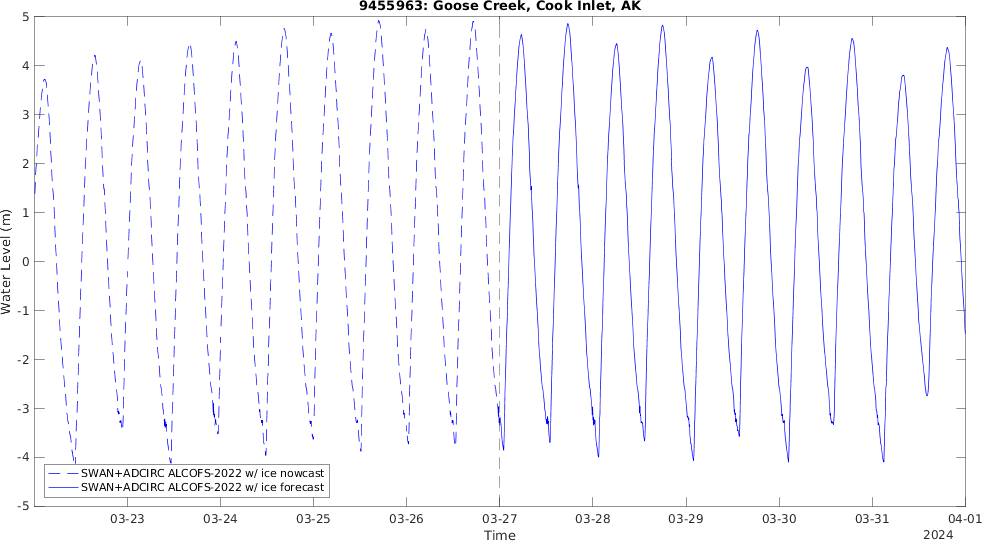 9455963: Goose Creek, Cook Inlet, AK
5
4
3
2
1
0
-1
-2
-3
-4
-5
Water Level (m)
SWAN+ADCIRC ALCOFS-2022 w/ ice nowcast
SWAN+ADCIRC ALCOFS-2022 w/ ice forecast
03-23 03-24 03-25 03-26 03-27 03-28 03-29 03-30 03-31 04-01
Time
2024